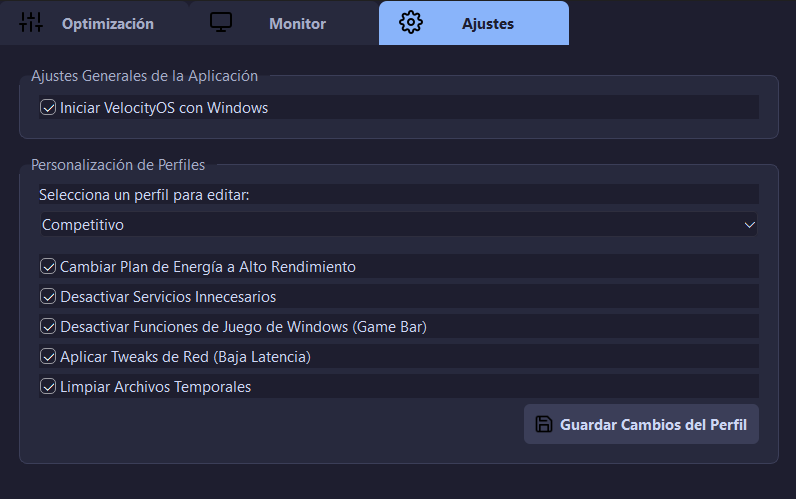 Optimización
Monitor
Ajustes
Ajustes Generales de la Aplicación
Iniciar VelocityOS con Windows
Personalización de Perfiles
Selecciona un perfil para editar:
Competitivo
Cambiar Plan de Energía a Alto Rendimiento
Desactivar Servicios Innecesarios
Desactivar Funciones de Juego de Windows (Game Bar)
Aplicar Tweaks de Red (Baja Latencia)
Limpiar Archivos Temporales
Guardar Cambios del Perfil